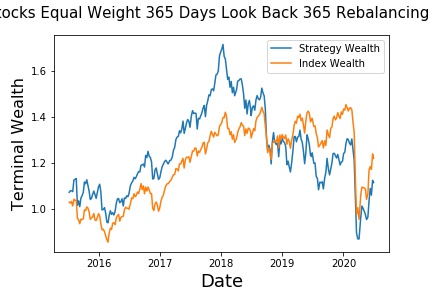 tocks Equal Weight 365 Days Look Back 365 Rebalancing
Strategy Wealth
Index Wealth
Terminal Wealth
1.6
1.4
1.2
1.0
2016 2017 2018 2019 2020
Date